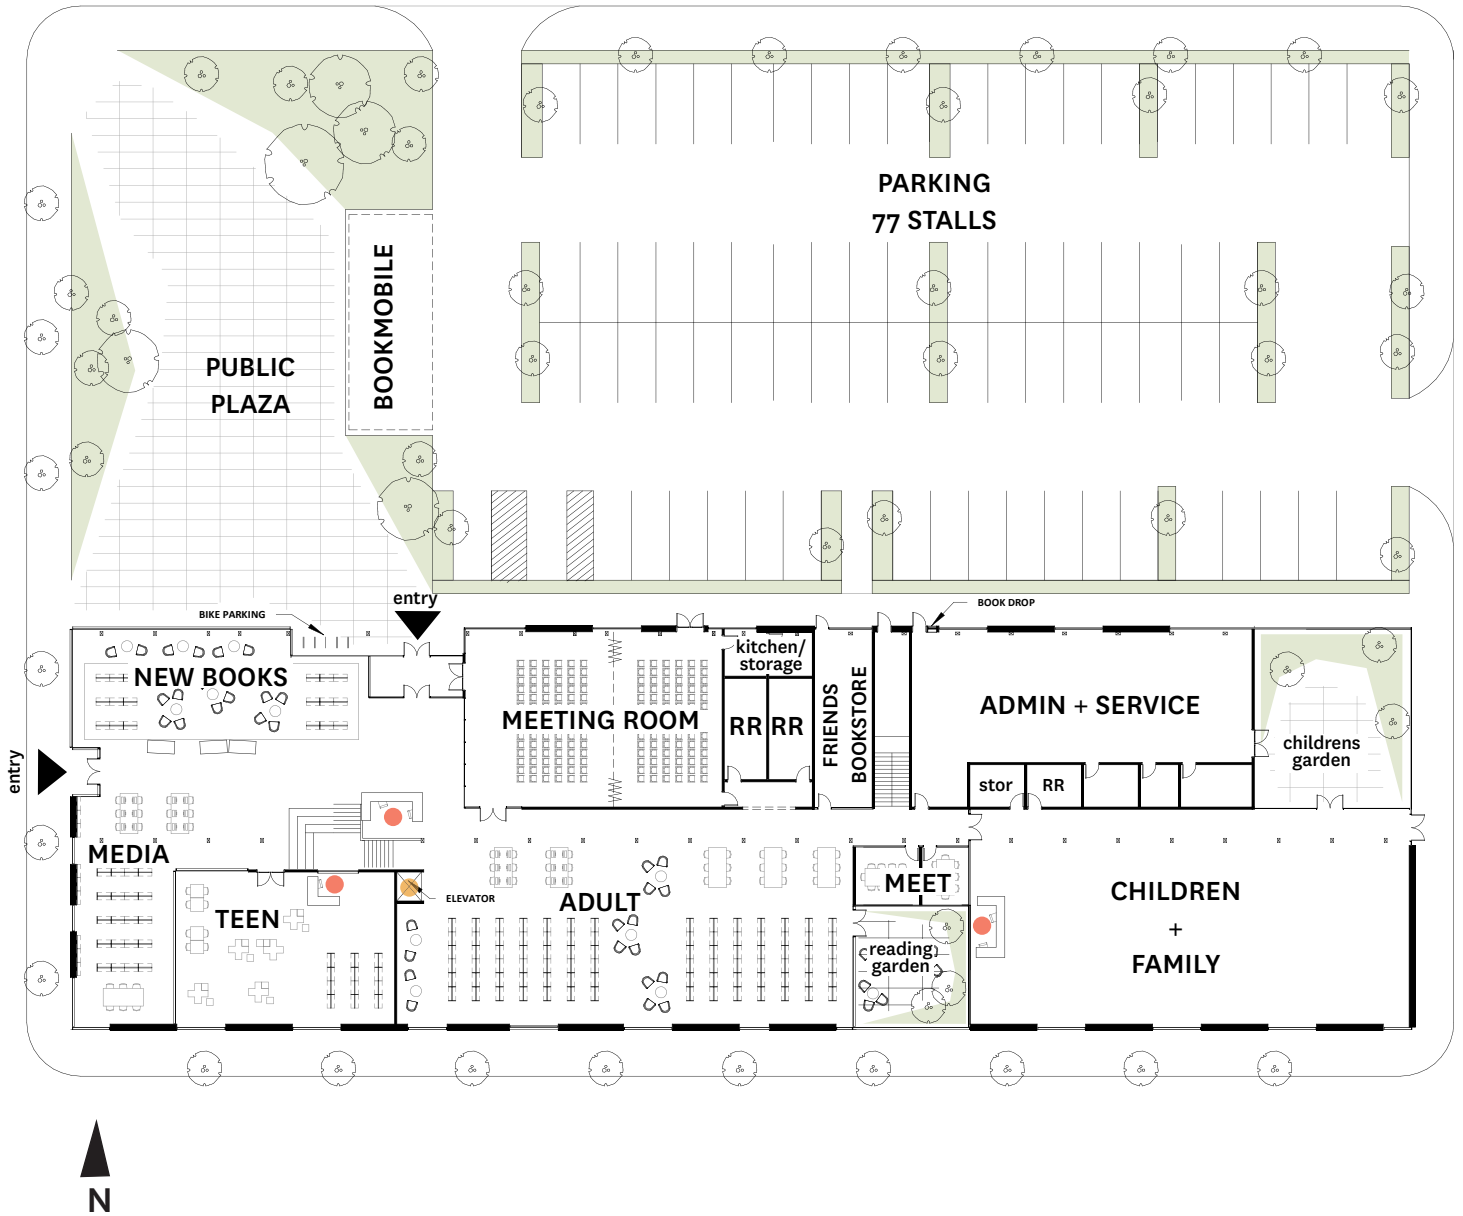 PARKING
77 STALLS
BOOKMOBILE
PUBLIC
PLAZA
entry
BIKE PARKING
BOOK DROP
NEW BOOKS
kitchen/
storage
MEETING ROOM
RR
RR
FRIENDS
BOOKSTORE
ADMIN + SERVICE
childrens
garden
entry
stor
RR
MEDIA
MEET
CHILDREN
+
FAMILY
ELEVATOR
ADULT
TEEN
reading
garden
N